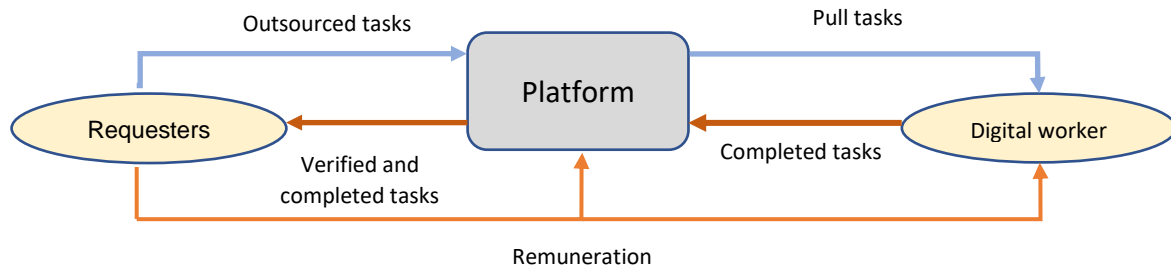 Outsourced tasks
Pull tasks
Platform
Requesters
Digital worker
Verified and
completed tasks
Completed tasks
Remuneration